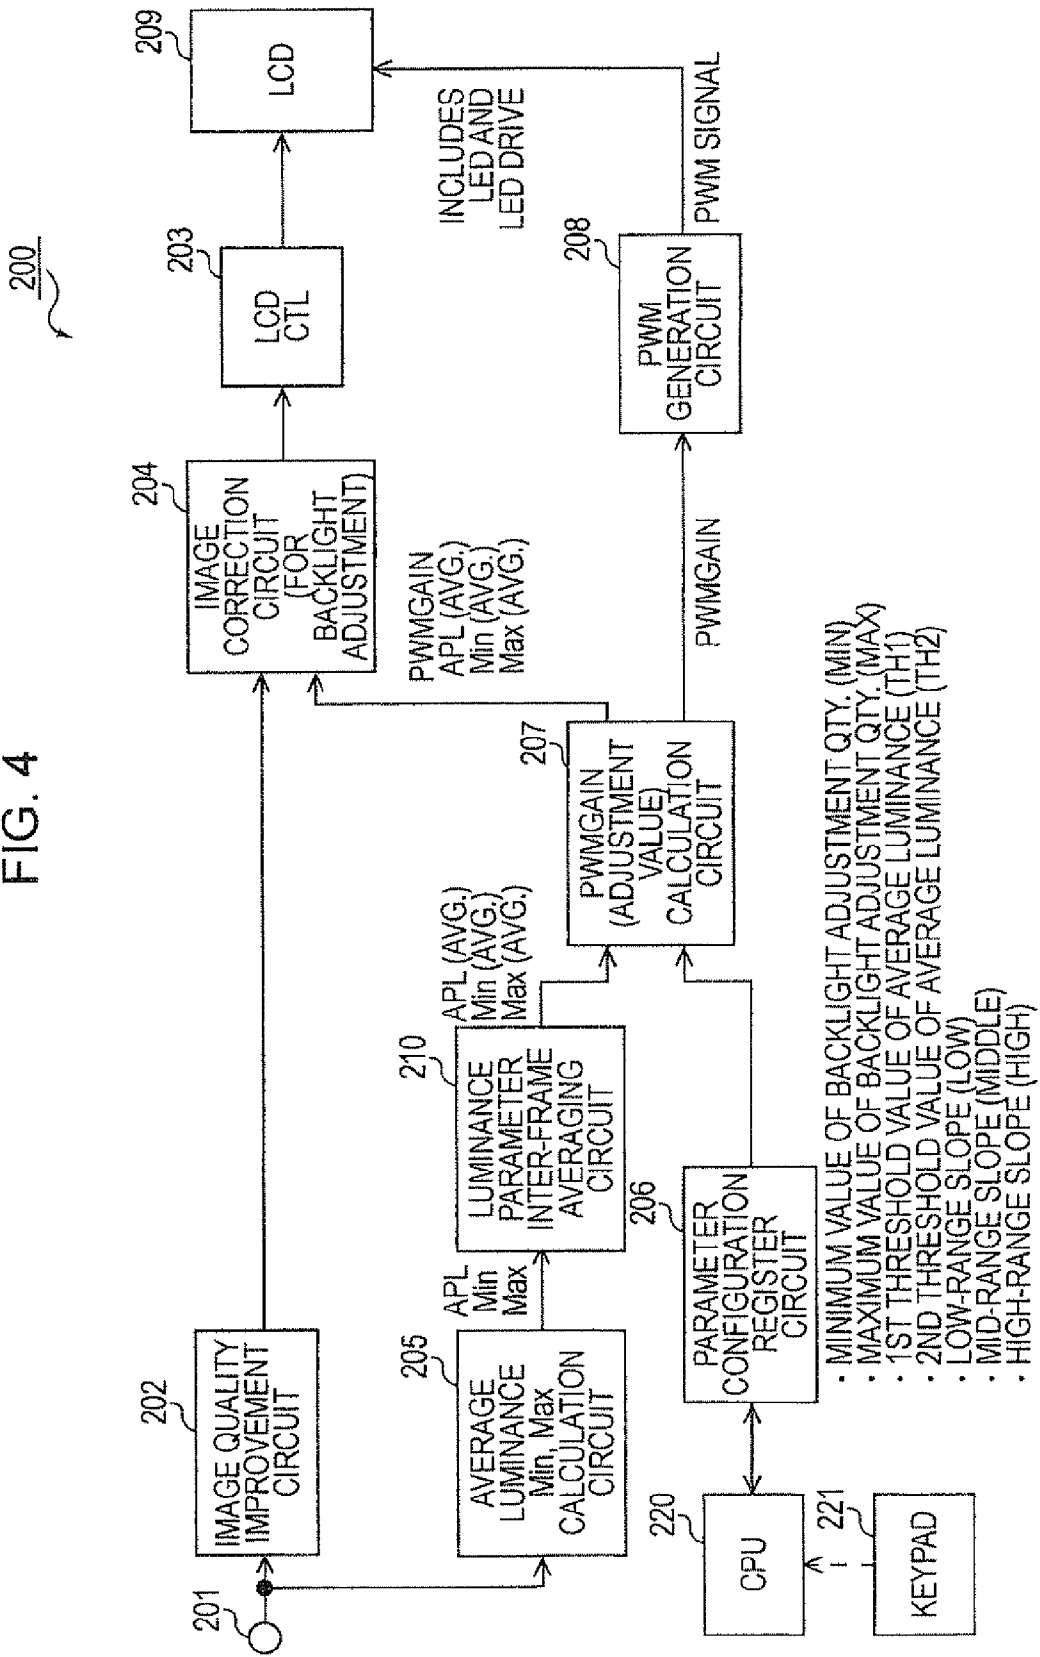 FIG. 4
200
201
202
IMAGE QUALITY
IMPROVEMENT
CIRCUIT
204
IMAGE
CORRECTION
CIRCUIT
(FOR
BACKLIGHT
ADJUSTMENT)
203
LCD
CTL
209
LCD
INCLUDES
LED AND
LED DRIVE
205
AVERAGE
LUMINANCE
Min, Max
CALCULATION
CIRCUIT
APL
Min
Max
210
LUMINANCE
PARAMETER
INTER-FRAME
AVERAGING
CIRCUIT
APL (AVG.)
Min (AVG.)
Max (AVG.)
207
PWMGAIN
(ADJUSTMENT
VALUE)
CALCULATION
CIRCUIT
PWMGAIN
APL (AVG.)
Min (AVG.)
Max (AVG.)
PWMGAIN
208
PWM
GENERATION
CIRCUIT
PWM SIGNAL
220
CPU
221
KEYPAD
206
PARAMETER
CONFIGURATION
REGISTER
CIRCUIT
• MINIMUM VALUE OF BACKLIGHT ADJUSTMENT QTY. (MIN)
• MAXIMUM VALUE OF BACKLIGHT ADJUSTMENT QTY. (MAX)
• 1ST THRESHOLD VALUE OF AVERAGE LUMINANCE (TH1)
• 2ND THRESHOLD VALUE OF AVERAGE LUMINANCE (TH2)
• LOW-RANGE SLOPE (LOW)
• MID-RANGE SLOPE (MIDDLE)
• HIGH-RANGE SLOPE (HIGH)